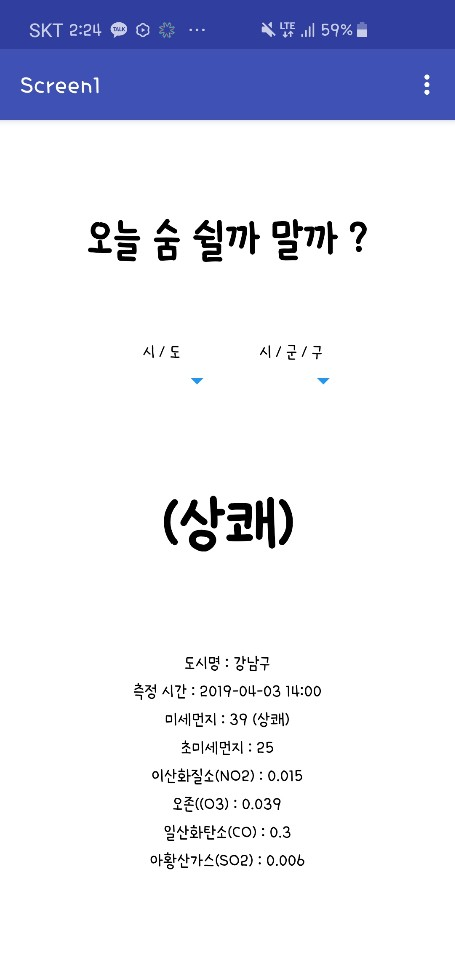 SKT 2:24 TALK ... LTE 59%
Screen1
오늘 숨 쉴까 말까 ?
시 / 도 시 / 군 / 구
(상쾌)
도시명 : 강남구
측정 시간 : 2019-04-03 14:00
미세먼지 : 39 (상쾌)
초미세먼지 : 25
이산화질소(NO2) : 0.015
오존((O3) : 0.039
일산화탄소(CO) : 0.3
아황산가스(SO2) : 0.006